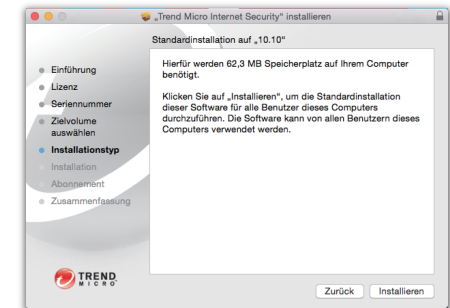 „Trend Micro Internet Security" installieren
Standardinstallation auf „10.10"
Einführung
Lizenz
Seriennummer
Zielvolume
auswählen
Installationstyp
Installation
Abonnement
Zusammenfassung
Hierfür werden 62,3 MB Speicherplatz auf Ihrem Computer
benötigt.
Klicken Sie auf „Installieren", um die Standardinstallation
dieser Software für alle Benutzer dieses Computers
durchzuführen. Die Software kann von allen Benutzern dieses
Computers verwendet werden.
TREND
MICRO
Zurück
Installieren